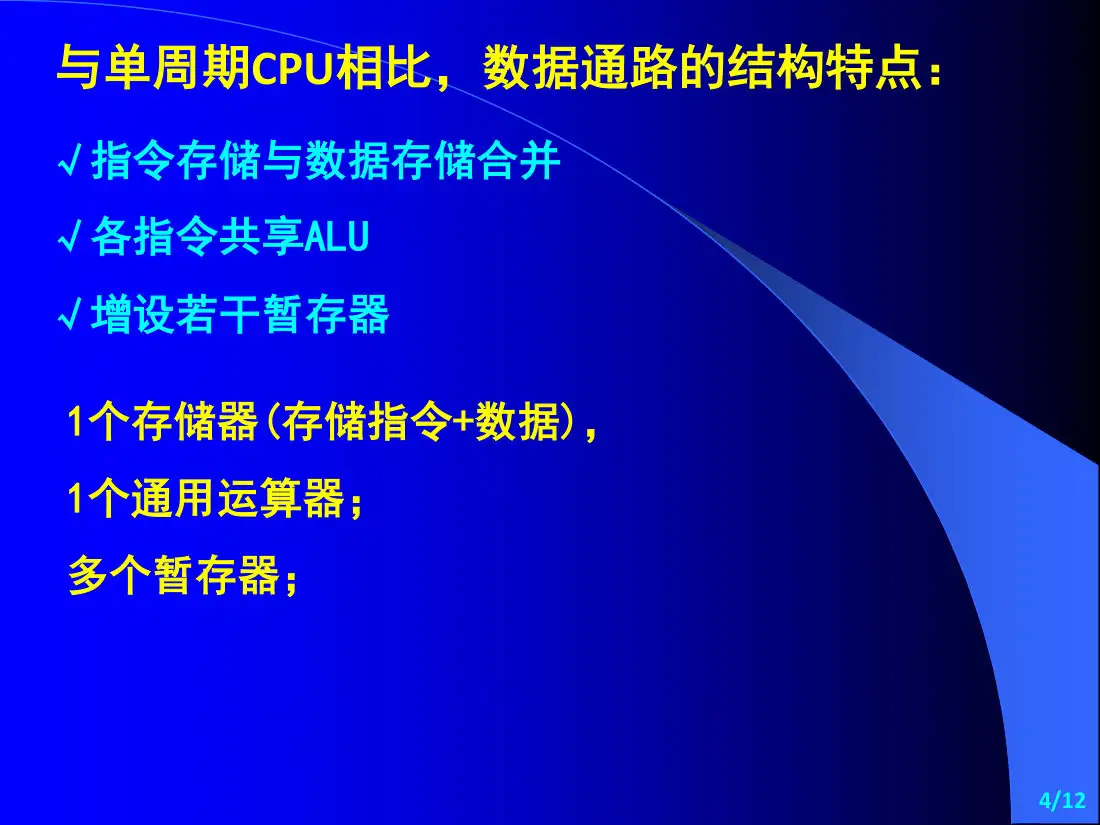 与单周期CPU相比，数据通路的结构特点：
√指令存储与数据存储合并
√各指令共享ALU
√增设若干暂存器
1个存储器(存储指令+数据)，
1个通用运算器；
多个暂存器；
4/12